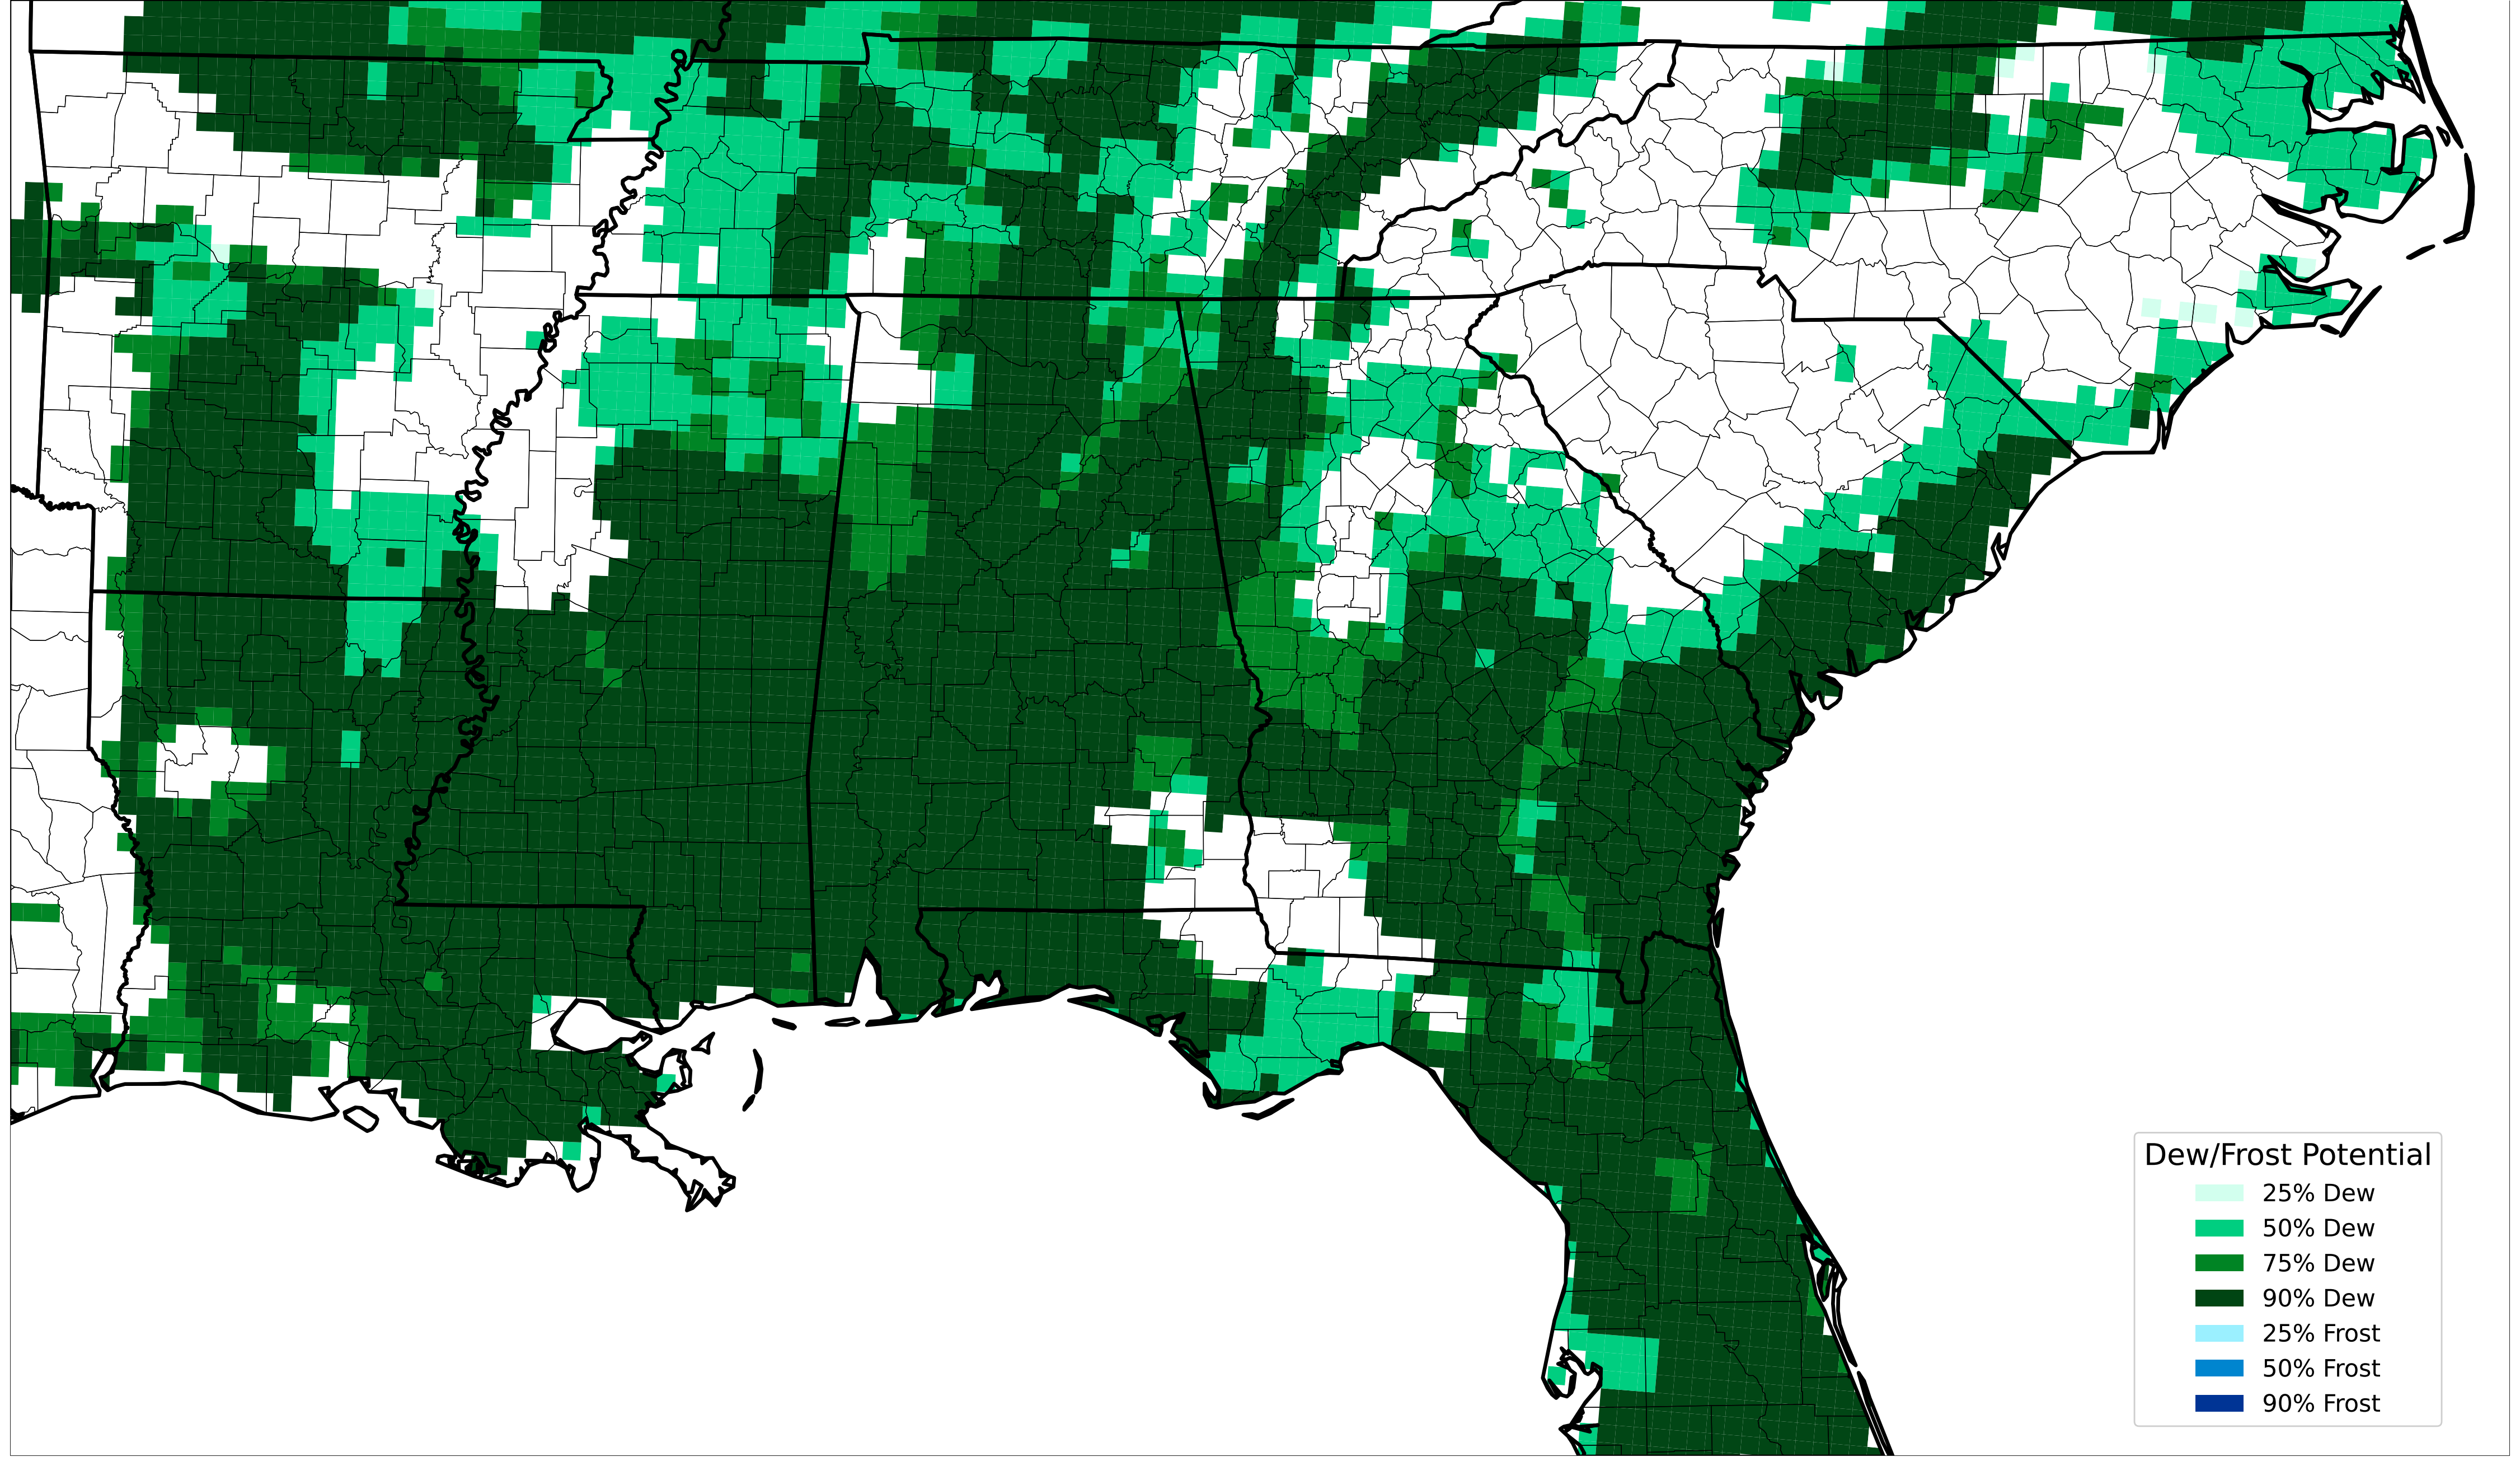 Dew/Frost Potential
25% Dew
50% Dew
75% Dew
90% Dew
25% Frost
50% Frost
90% Frost